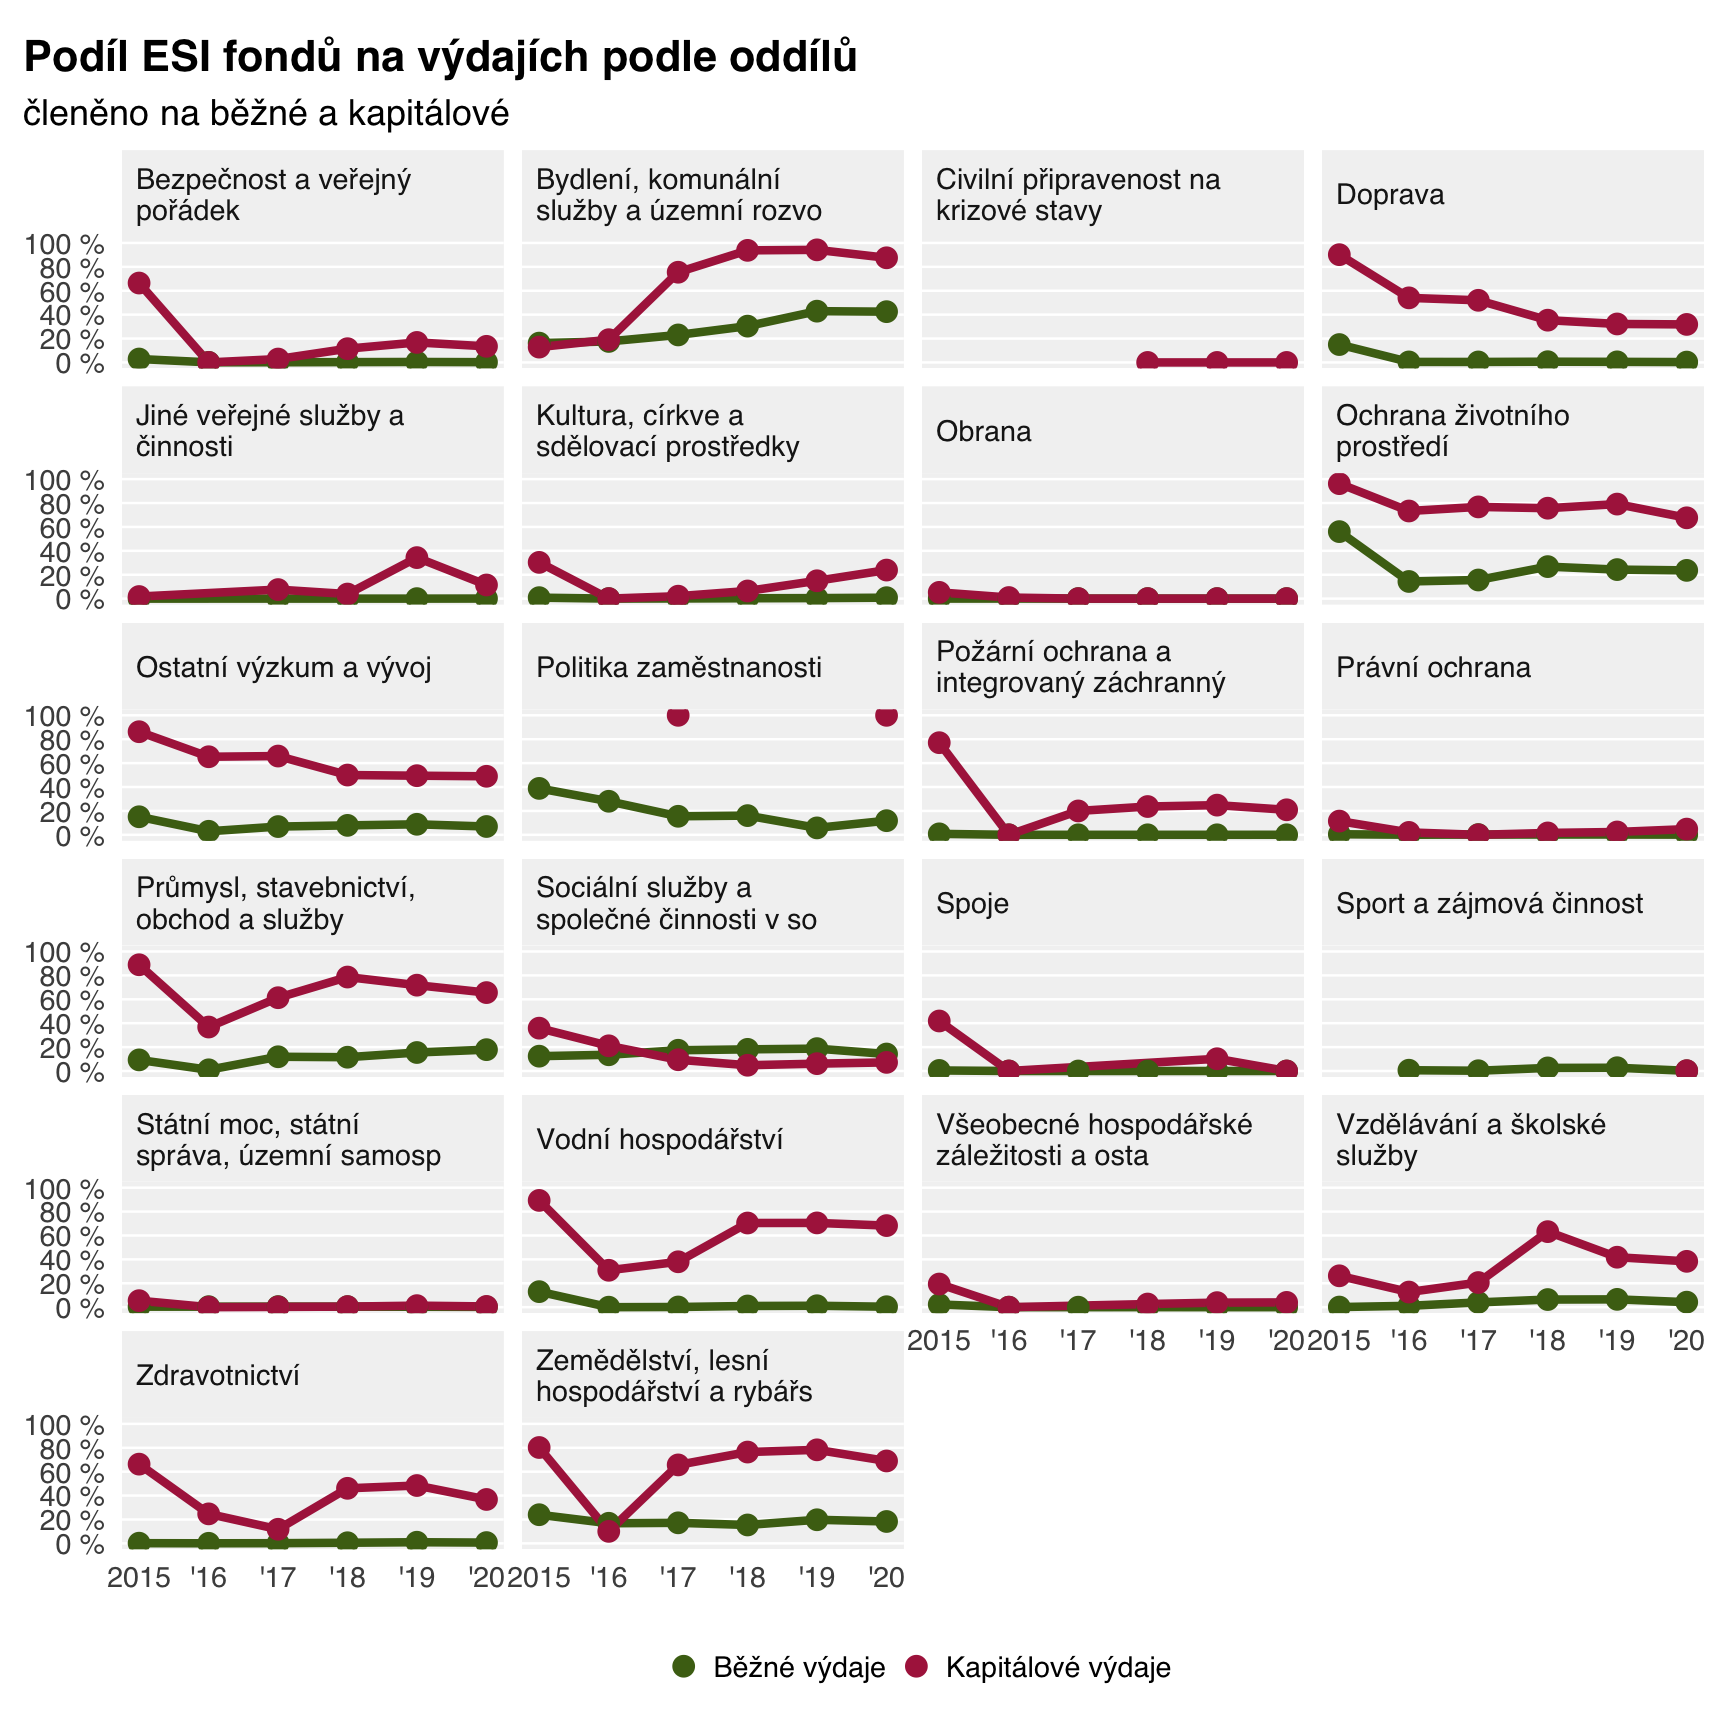 Podíl ESI fondů na výdajích podle oddílů
členěno na běžné a kapitálové
Bezpečnost a veřejný
pořádek
Bydlení, komunální
služby a územní rozvo
Civilní připravenost na
krizové stavy
Doprava
100 %
80 %
60 %
40 %
20 %
0 %
Jiné veřejné služby a
činnosti
Kultura, církve a
sdělovací prostředky
Obrana
Ochrana životního
prostředí
100 %
80 %
60 %
40 %
20 %
0 %
Ostatní výzkum a vývoj
Politika zaměstnanosti
Požární ochrana a
integrovaný záchranný
Právní ochrana
100 %
80 %
60 %
40 %
20 %
0 %
Průmysl, stavebnictví,
obchod a služby
Sociální služby a
společné činnosti v so
Spoje
Sport a zájmová činnost
100 %
80 %
60 %
40 %
20 %
0 %
Státní moc, státní
správa, územní samosp
Vodní hospodářství
Všeobecné hospodářské
záležitosti a osta
Vzdělávání a školské
služby
100 %
80 %
60 %
40 %
20 %
0 %
2015 '16 '17 '18 '19 '20
2015 '16 '17 '18 '19 '20
Zdravotnictví
Zemědělství, lesní
hospodářství a rybářs
100 %
80 %
60 %
40 %
20 %
0 %
2015 '16 '17 '18 '19 '20
2015 '16 '17 '18 '19 '20
Běžné výdaje
Kapitálové výdaje